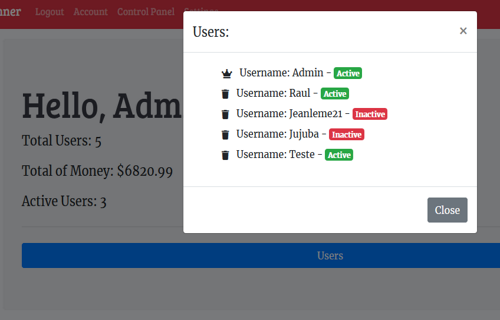 nner Logout Account Control Panel Settings
Users:
×
Username: Admin - Active
Username: Raul - Active
Username: Jeanleme21 - Inactive
Username: Jujuba - Inactive
Username: Teste - Active
Close
Hello, Adm
Total Users: 5
Total of Money: $6820.99
Active Users: 3
Users